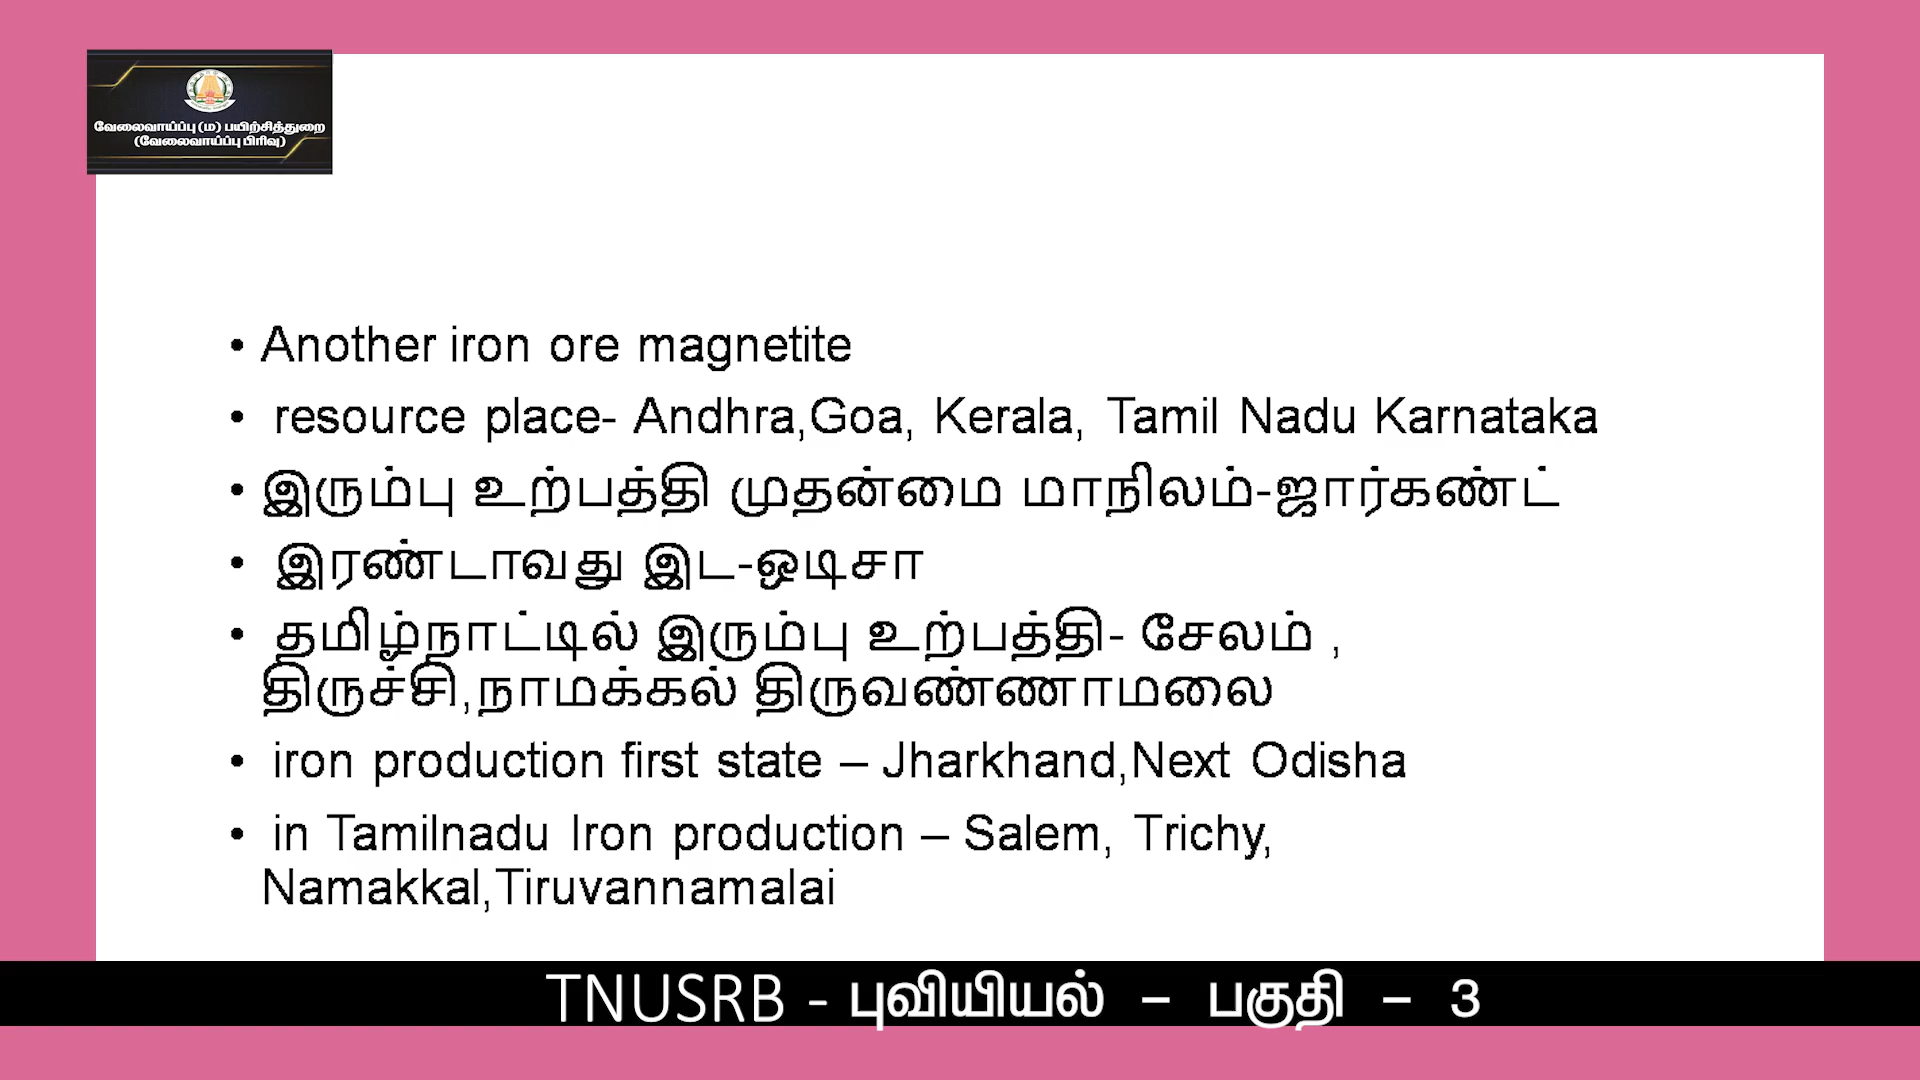 வேலைவாய்ப்பு (ம) பயிற்சித்துறை
(வேலைவாய்ப்பு பிரிவு)
• Another iron ore magnetite
• resource place- Andhra,Goa, Kerala, Tamil Nadu Karnataka
• இரும்பு உற்பத்தி முதன்மை மாநிலம்-ஜார்கண்ட்
• இரண்டாவது இட-ஒடிசா
• தமிழ்நாட்டில் இரும்பு உற்பத்தி- சேலம் ,
திருச்சி,நாமக்கல் திருவண்ணாமலை
• iron production first state – Jharkhand,Next Odisha
• in Tamilnadu Iron production – Salem, Trichy,
Namakkal,Tiruvannamalai
TNUSRB - புவியியல் – பகுதி – 3